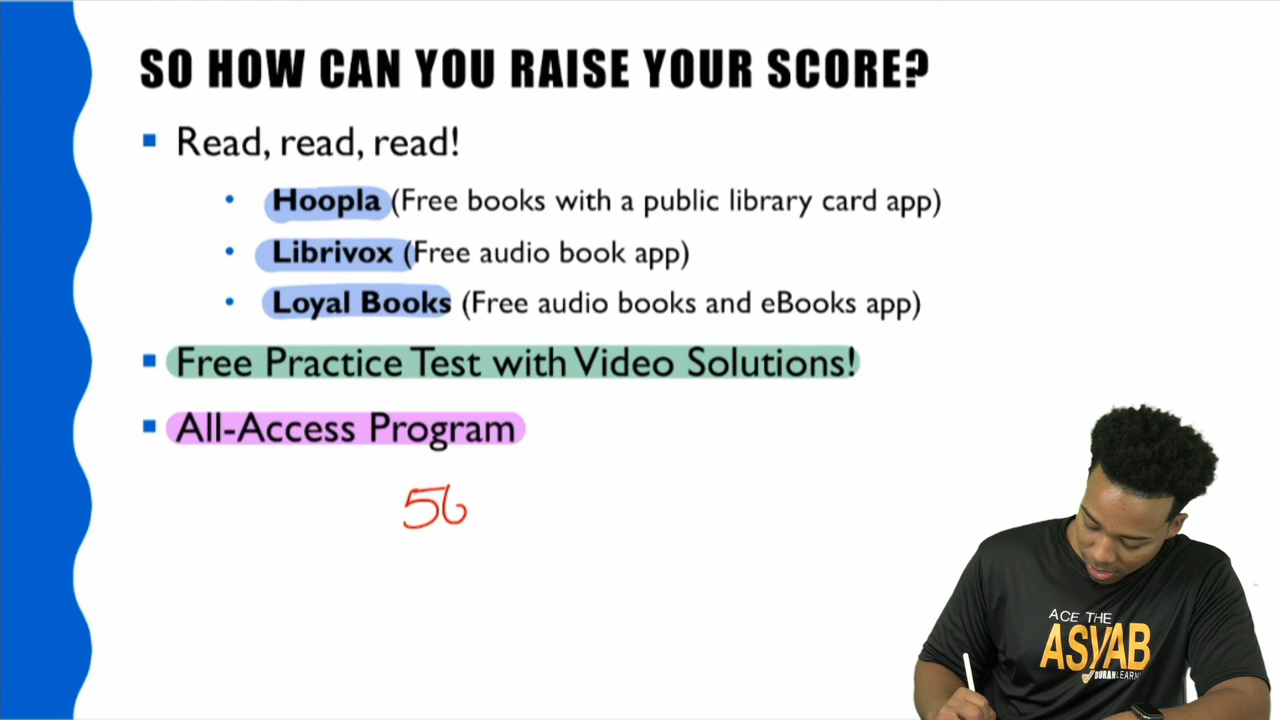 SO HOW CAN YOU RAISE YOUR SCORE?
Read, read, read!
Hoopla (Free books with a public library card app)
Librivox (Free audio book app)
Loyal Books (Free audio books and eBooks app)
Free Practice Test with Video Solutions!
All-Access Program
56
ACE THE
ASVAB